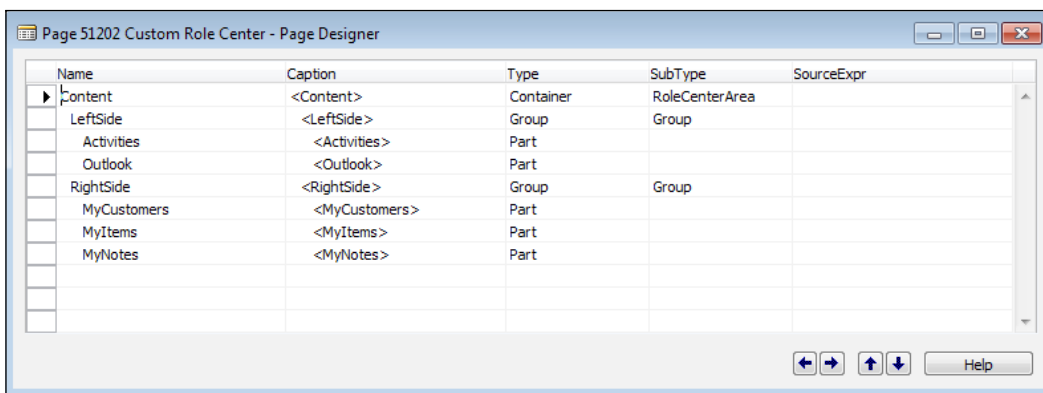 Page 51202 Custom Role Center - Page Designer
Name Caption Type SubType SourceExpr
Content <Content> Container RoleCenterArea
LeftSide <LeftSide> Group Group
Activities <Activities> Part
Outlook <Outlook> Part
RightSide <RightSide> Group Group
MyCustomers <MyCustomers> Part
MyItems <MyItems> Part
MyNotes <MyNotes> Part
Help